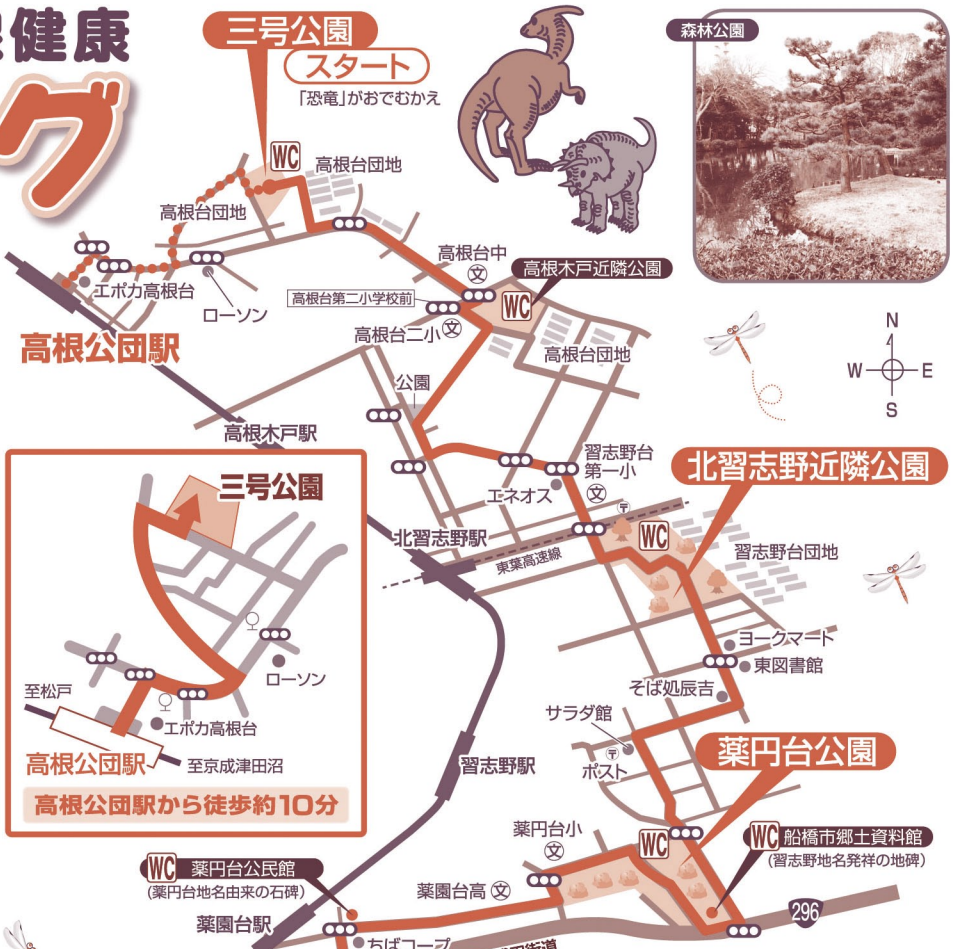 健康
グ
三号公園
スタート
「恐竜」がおでむかえ
森林公園
WC
高根台団地
高根台団地
エポカ高根台
ローソン
高根公団駅
高根台中
文
高根木戸近隣公園
WC
高根台第二小学校前
高根台二小
文
高根台団地
公園
高根木戸駅
N
W
E
S
習志野台
第一小
文
エネオス
〒
北習志野近隣公園
WC
北習志野駅
東葉高速線
習志野台団地
ヨークマート
東図書館
そば処辰吉
サラダ館
〒
ポスト
薬円台公園
習志野駅
三号公園
ローソン
至松戸
エポカ高根台
高根公団駅
至京成津田沼
高根公団駅から徒歩約10分
薬円台小
文
WC
WC
船橋市郷土資料館
(習志野地名発祥の地碑)
WC
薬円台公民館
(薬円台地名由来の石碑)
薬園台高
文
296
薬園台駅
ちばコープ
街道